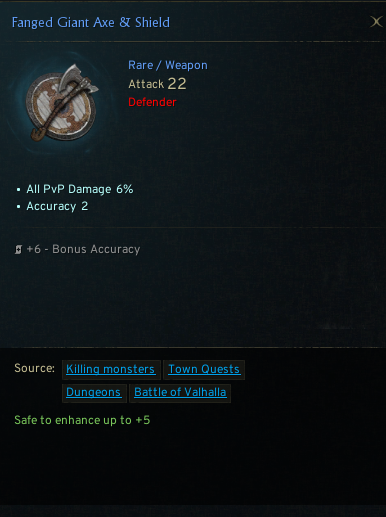 Fanged Giant Axe & Shield
Rare / Weapon
Attack 22
Defender
• All PvP Damage 6%
• Accuracy 2
+6 - Bonus Accuracy
Source: Killing monsters Town Quests
Dungeons Battle of Valhalla
Safe to enhance up to +5